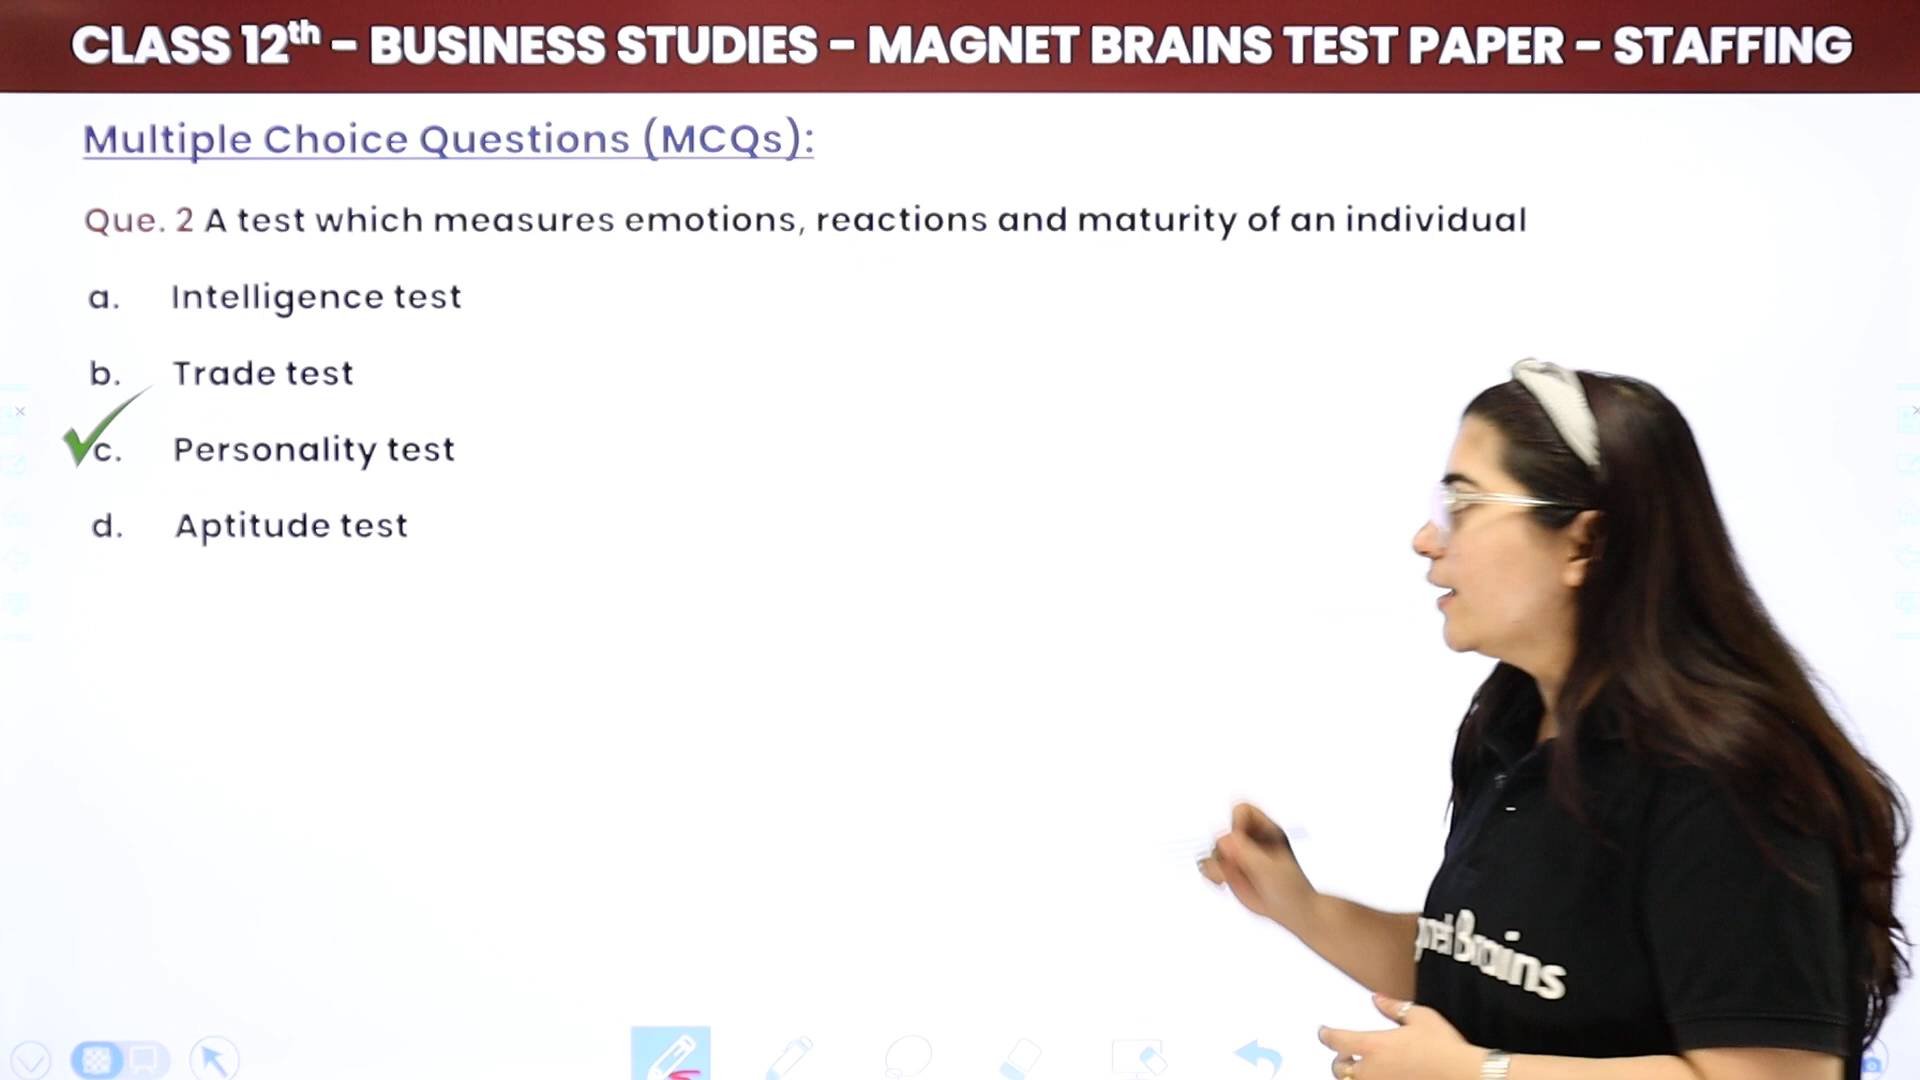 CLASS 12th – BUSINESS STUDIES – MAGNET BRAINS TEST PAPER – STAFFING
Multiple Choice Questions (MCQs):
Que. 2 A test which measures emotions, reactions and maturity of an individual
a. Intelligence test
b. Trade test
c. Personality test
d. Aptitude test
Brains